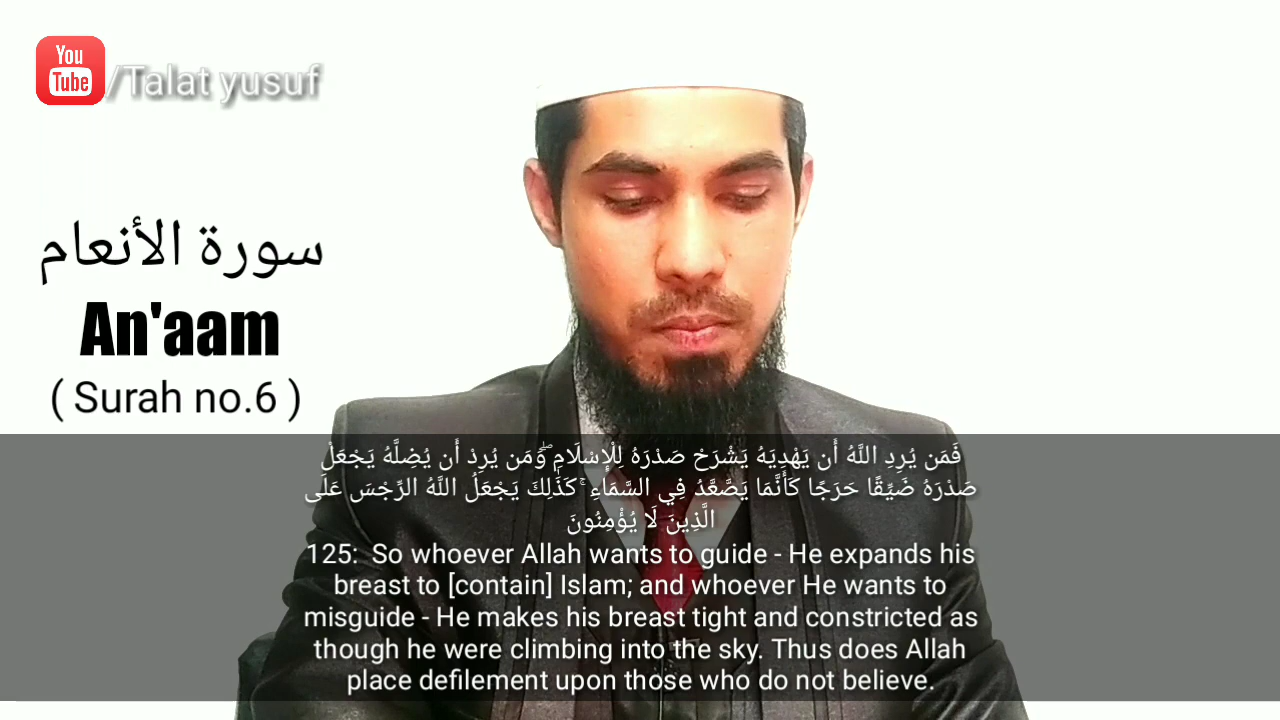 You
Tube /Talat yusuf
سورة الأنعام
An'aam
( Surah no.6 )
فَمَن يُرِدِ اللَّهُ أَن يَهْدِيَهُ يَشْرَحْ صَدْرَهُ لِلْإِسْلَامِ ۖ وَمَن يُرِدْ أَن يُضِلَّهُ يَجْعَلْ
صَدْرَهُ ضَيِّقًا حَرَجًا كَأَنَّمَا يَصَّعَّدُ فِي السَّمَاءِ ۚ كَذَٰلِكَ يَجْعَلُ اللَّهُ الرِّجْسَ عَلَى
الَّذِينَ لَا يُؤْمِنُونَ
125:  So whoever Allah wants to guide - He expands his
breast to [contain] Islam; and whoever He wants to
misguide - He makes his breast tight and constricted as
though he were climbing into the sky. Thus does Allah
place defilement upon those who do not believe.